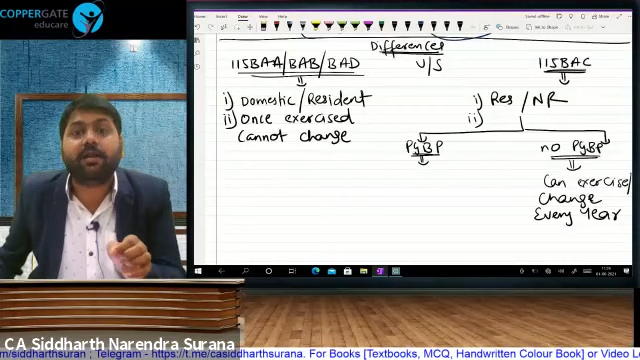 COPPERGATE
educare
Differences
115BAA/BAB/BAD V/S 115BAC
i) Domestic/Resident
ii) Once exercised
Cannot change
i) Res/NR
ii)
PGBP
no PGBP
Can exercise/
Change
Every Year
CA Siddharth Narendra Surana
m/siddharthsuran ; Telegram - https://t.me/casiddharthsurana. For Books [Textbooks, MCQ, Handwritten Colour Book] or Video L